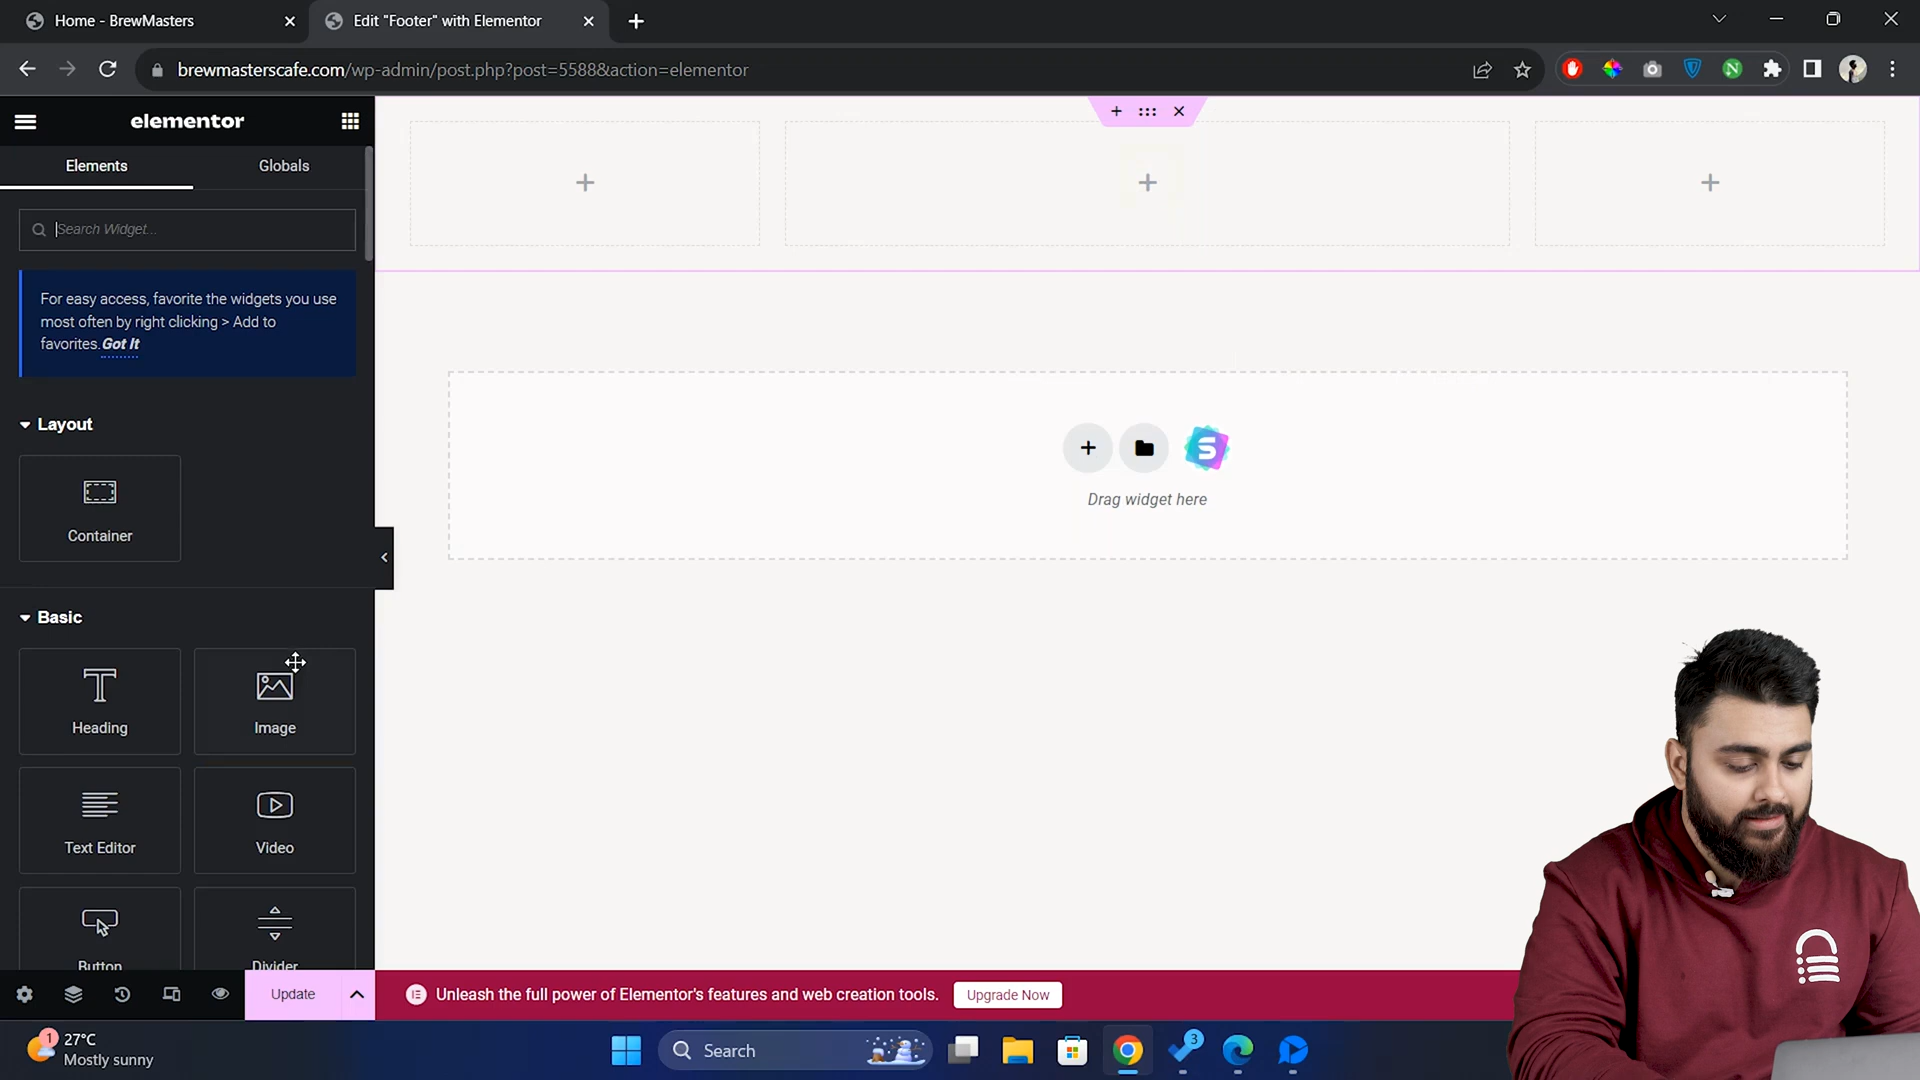 Home - BrewMasters
Edit "Footer" with Elementor
brewmasterscafe.com/wp-admin/post.php?post=5588&action=elementor
elementor
Elements
Globals
Search Widget...
For easy access, favorite the widgets you use
most often by right clicking > Add to
favorites. Got It
Layout
Container
Basic
Heading
Image
Text Editor
Video
Button
Divider
Drag widget here
Update
Unleash the full power of Elementor's features and web creation tools.
Upgrade Now
1
27°C
Mostly sunny
Search
3